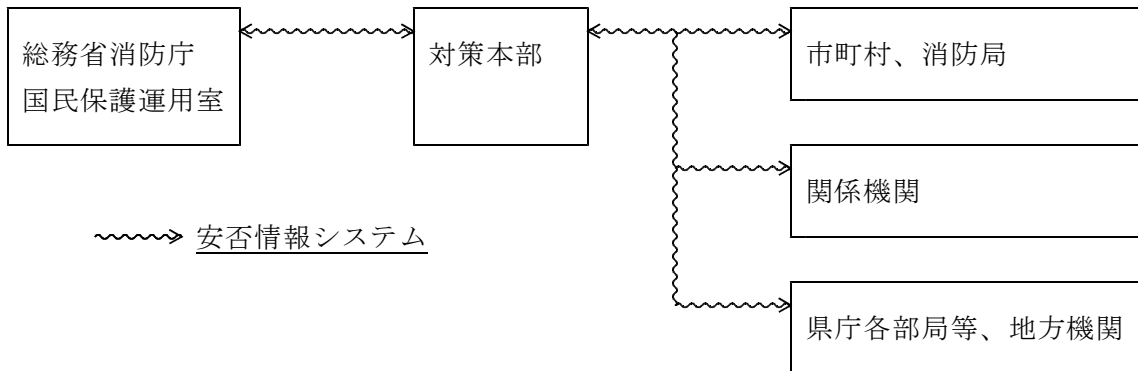 総務省消防庁
国民保護運用室
対策本部
市町村、消防局
関係機関
安否情報システム
県庁各部局等、地方機関